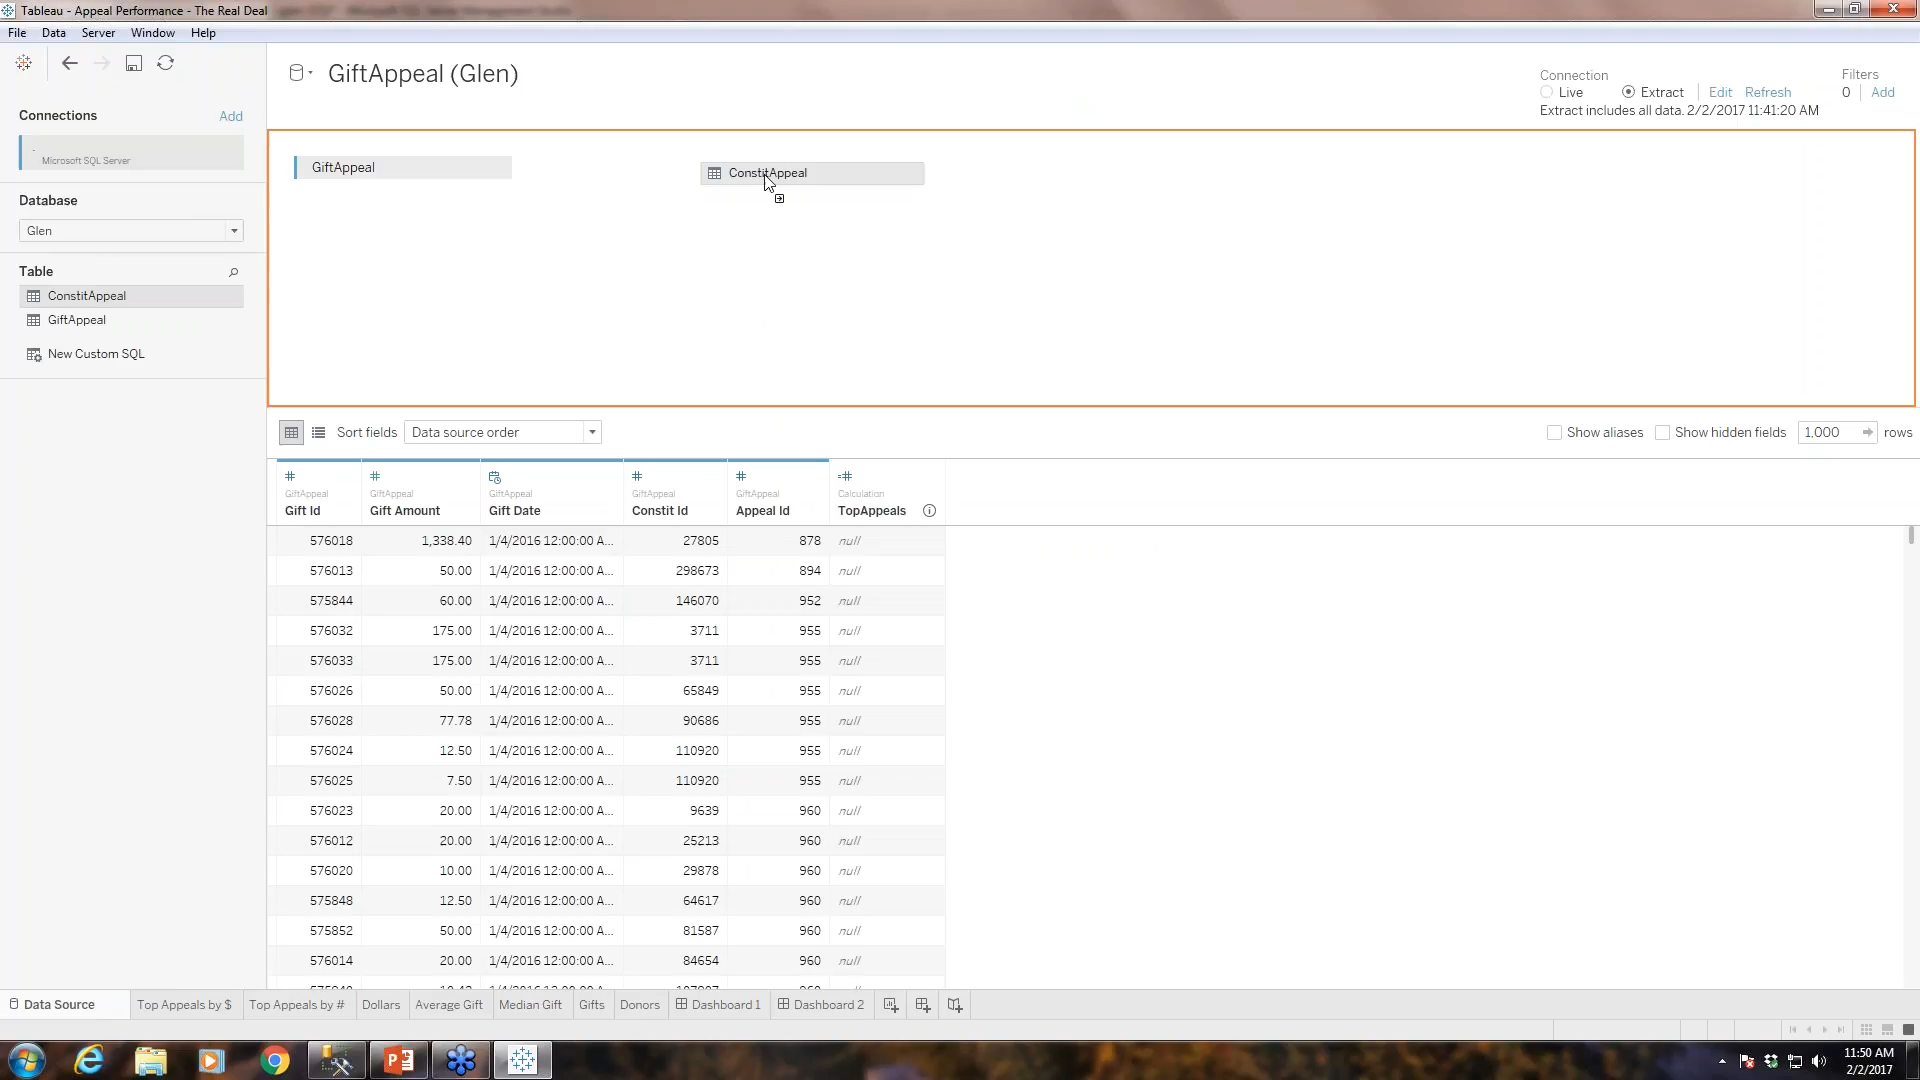 Tableau - Appeal Performance - The Real Deal
File Data Server Window Help
GiftAppeal (Glen)
Connection
Live Extract Edit Refresh
Extract includes all data. 2/2/2017 11:41:20 AM
Filters
0 Add
Connections Add
.
Microsoft SQL Server
Database
Glen
Table
ConstitAppeal
GiftAppeal
New Custom SQL
GiftAppeal
ConstitAppeal
Sort fields Data source order
Show aliases Show hidden fields 1,000 rows
GiftAppeal GiftAppeal GiftAppeal GiftAppeal GiftAppeal Calculation
Gift Id Gift Amount Gift Date Constit Id Appeal Id TopAppeals
576018 1,338.40 1/4/2016 12:00:00 A... 27805 878 null
576013 50.00 1/4/2016 12:00:00 A... 298673 894 null
575844 60.00 1/4/2016 12:00:00 A... 146070 952 null
576032 175.00 1/4/2016 12:00:00 A... 3711 955 null
576033 175.00 1/4/2016 12:00:00 A... 3711 955 null
576026 50.00 1/4/2016 12:00:00 A... 65849 955 null
576028 77.78 1/4/2016 12:00:00 A... 90686 955 null
576024 12.50 1/4/2016 12:00:00 A... 110920 955 null
576025 7.50 1/4/2016 12:00:00 A... 110920 955 null
576023 20.00 1/4/2016 12:00:00 A... 9639 960 null
576012 20.00 1/4/2016 12:00:00 A... 25213 960 null
576020 10.00 1/4/2016 12:00:00 A... 29878 960 null
575848 12.50 1/4/2016 12:00:00 A... 64617 960 null
575852 50.00 1/4/2016 12:00:00 A... 81587 960 null
576014 20.00 1/4/2016 12:00:00 A... 84654 960 null
Data Source Top Appeals by $ Top Appeals by # Dollars Average Gift Median Gift Gifts Donors Dashboard 1 Dashboard 2
11:50 AM
2/2/2017